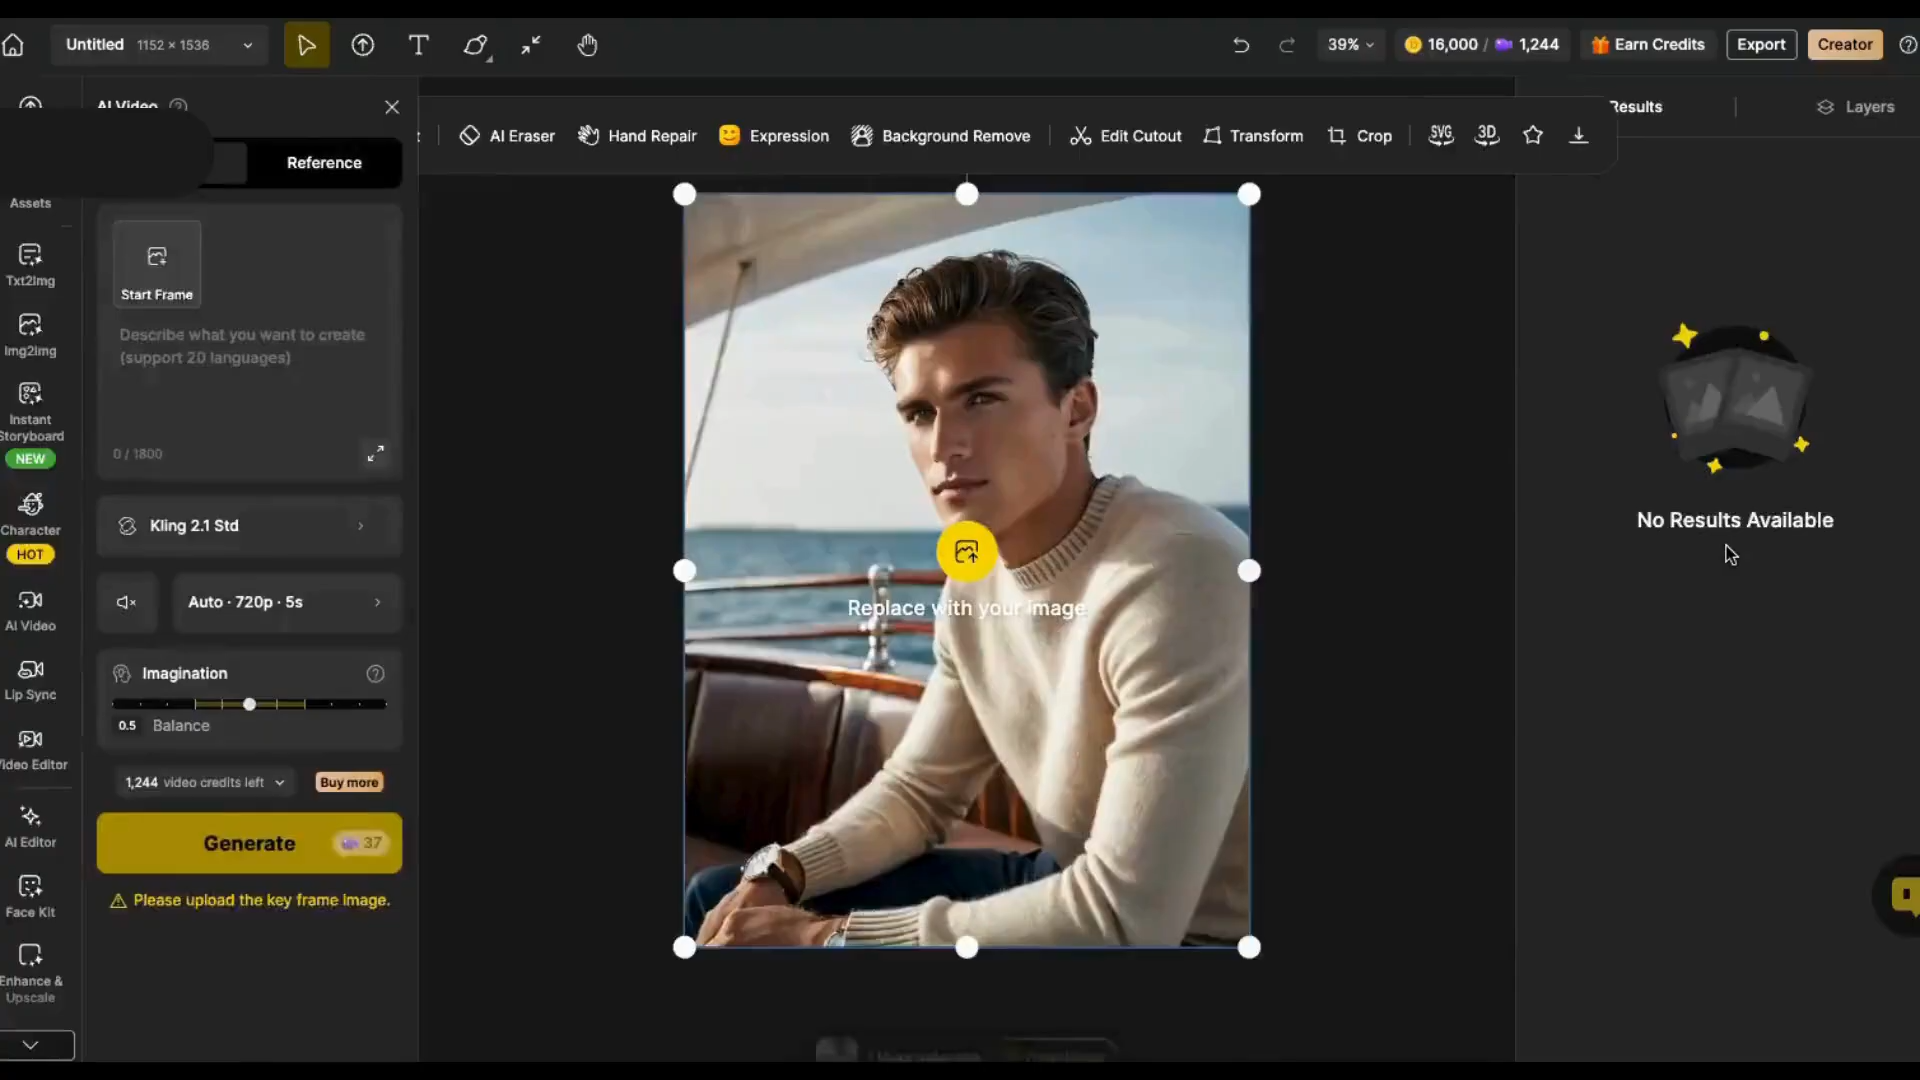 Untitled 1152 × 1536
39%
16,000 / 1,244
Earn Credits
Export
Creator
AI Video
Reference
Assets
Txt2Img
Img2Img
Instant
Storyboard
NEW
Character
HOT
AI Video
Lip Sync
Video Editor
AI Editor
Face Kit
Enhance &
Upscale
Start Frame
Describe what you want to create
(support 20 languages)
0 / 1800
Kling 2.1 Std
Auto · 720p · 5s
Imagination
0.5 Balance
1,244 video credits left
Buy more
Generate 37
Please upload the key frame image.
AI Eraser
Hand Repair
Expression
Background Remove
Edit Cutout
Transform
Crop
SVG
3D
Replace with your image
Results
Layers
No Results Available